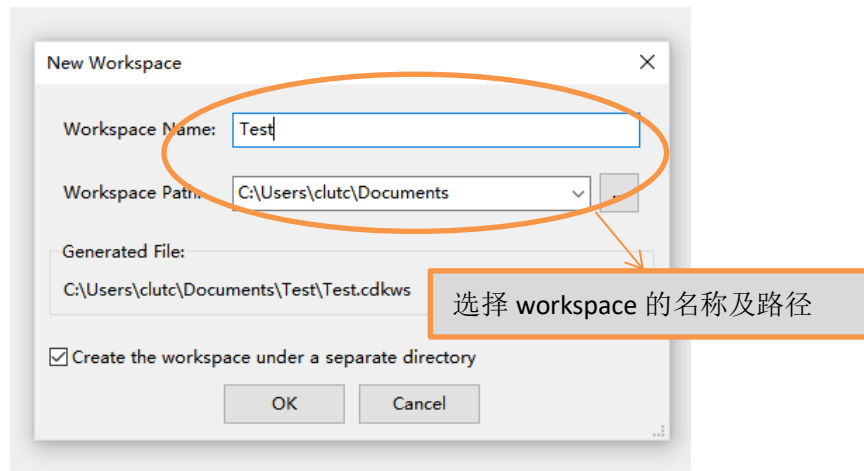 New Workspace
Workspace Name: Test
Workspace Path: C:\Users\clutc\Documents ...
Generated File:
C:\Users\clutc\Documents\Test\Test.cdkws
选择 workspace 的名称及路径
Create the workspace under a separate directory
OK Cancel